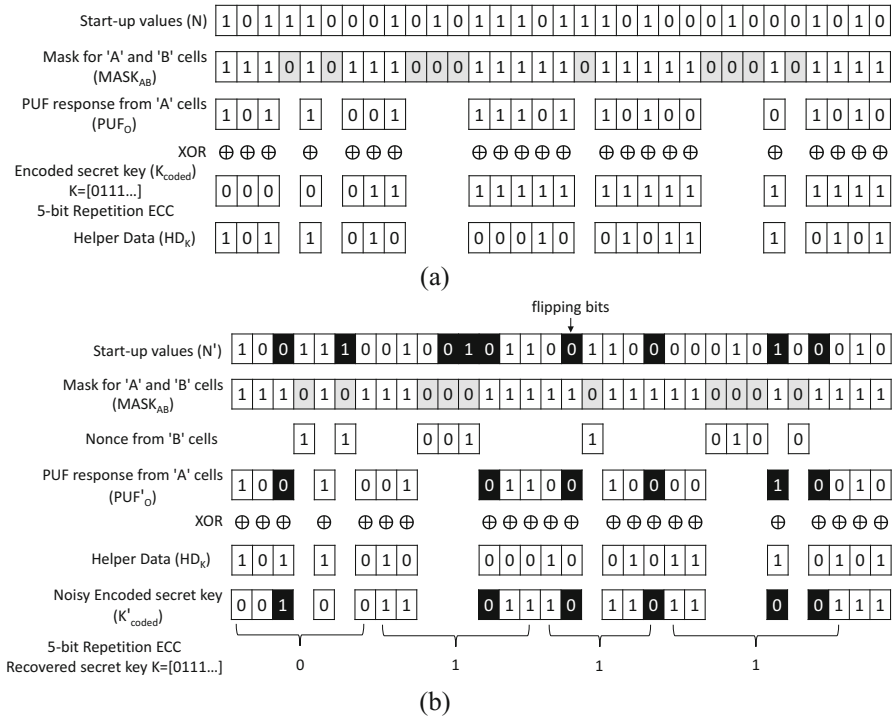 Start-up values (N) 1 0 1 1 1 0 0 0 1 0 1 0 1 1 1 0 1 1 1 0 1 0 0 0 1 0 0 0 1 0 1 0
Mask for 'A' and 'B' cells 1 1 1 0 1 0 1 1 1 0 0 0 1 1 1 1 1 0 1 1 1 1 1 0 0 0 1 0 1 1 1 1
(MASK_AB)
PUF response from 'A' cells 1 0 1 1 0 0 1 1 1 1 0 1 1 0 1 0 0 0 1 0 1 0
(PUF_O)
XOR ⊕ ⊕ ⊕ ⊕ ⊕ ⊕ ⊕ ⊕ ⊕ ⊕ ⊕ ⊕ ⊕ ⊕ ⊕ ⊕ ⊕ ⊕ ⊕ ⊕ ⊕ ⊕
Encoded secret key (K_coded)
K=[0111...] 0 0 0 0 0 1 1 1 1 1 1 1 1 1 1 1 1 1 1 1 1 1
5-bit Repetition ECC
Helper Data (HD_K) 1 0 1 1 0 1 0 0 0 0 1 0 0 1 0 1 1 1 0 1 0 1
(a)
flipping bits
Start-up values (N') 1 0 0 1 1 1 0 0 1 0 0 1 0 1 1 0 0 1 1 0 0 0 0 0 1 0 1 0 0 0 1 0
Mask for 'A' and 'B' cells 1 1 1 0 1 0 1 1 1 0 0 0 1 1 1 1 1 0 1 1 1 1 1 0 0 0 1 0 1 1 1 1
(MASK_AB)
Nonce from 'B' cells 1 1 0 0 1 1 0 1 0 0
PUF response from 'A' cells 1 0 0 1 0 0 1 0 1 1 0 0 1 0 0 0 0 1 0 0 1 0
(PUF'_O)
XOR ⊕ ⊕ ⊕ ⊕ ⊕ ⊕ ⊕ ⊕ ⊕ ⊕ ⊕ ⊕ ⊕ ⊕ ⊕ ⊕ ⊕ ⊕ ⊕ ⊕ ⊕ ⊕
Helper Data (HD_K) 1 0 1 1 0 1 0 0 0 0 1 0 0 1 0 1 1 1 0 1 0 1
Noisy Encoded secret key 0 0 1 0 0 1 1 0 1 1 1 0 1 1 0 1 1 0 0 1 1 1
(K'_coded)
5-bit Repetition ECC
Recovered secret key K=[0111...] 0 1 1 1
(b)